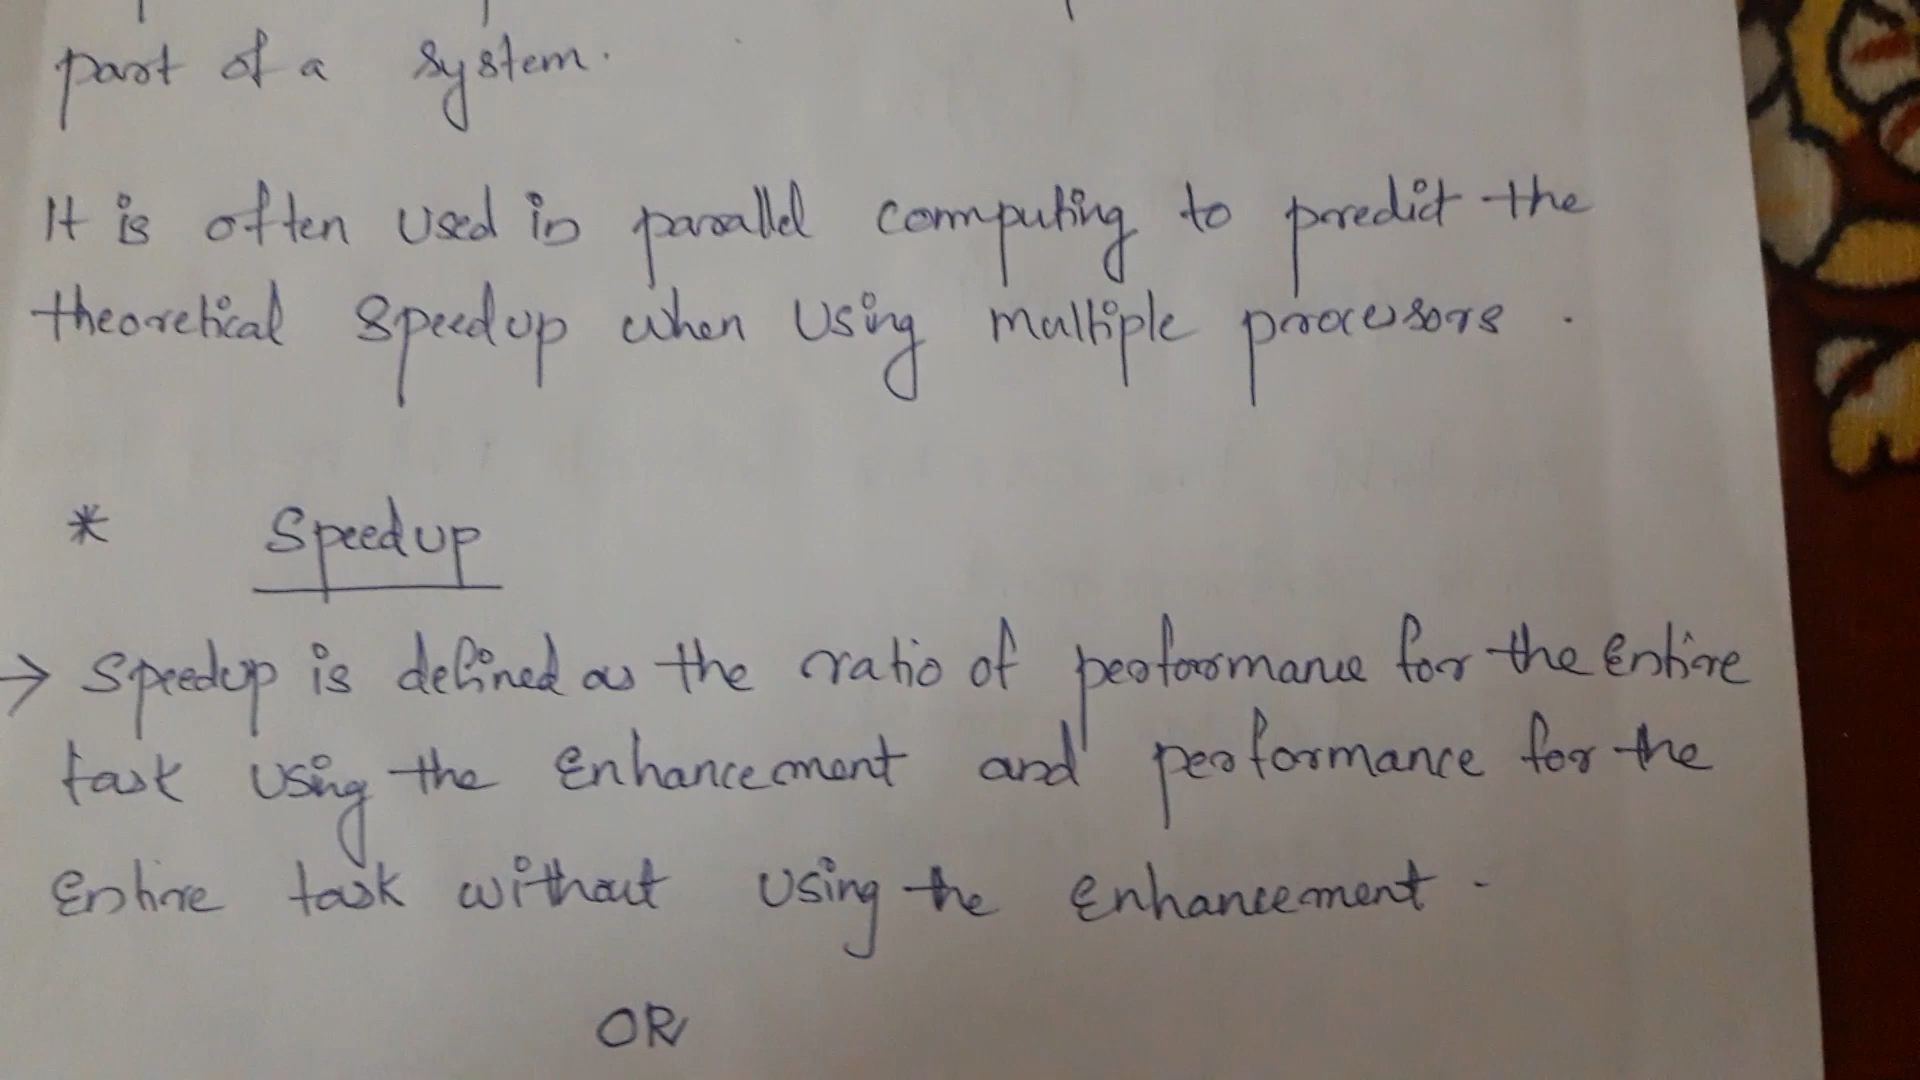 part of a system.
It is often used in parallel computing to predict the
theoretical speedup when using multiple processors.
* Speedup
→ Speedup is defined as the ratio of performance for the entire
task using the enhancement and performance for the
entire task without using the enhancement.
OR